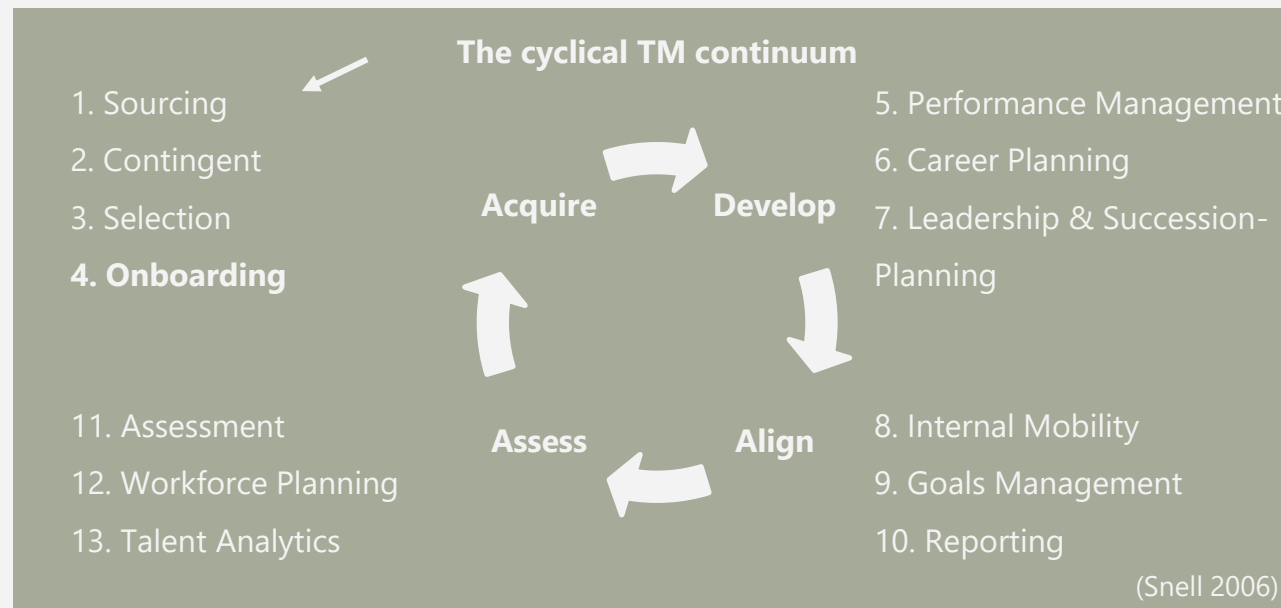 The cyclical TM continuum
1. Sourcing
2. Contingent
3. Selection
4. Onboarding
Acquire
Develop
5. Performance Management
6. Career Planning
7. Leadership & Succession-
Planning
11. Assessment
12. Workforce Planning
13. Talent Analytics
Assess
Align
8. Internal Mobility
9. Goals Management
10. Reporting
(Snell 2006)